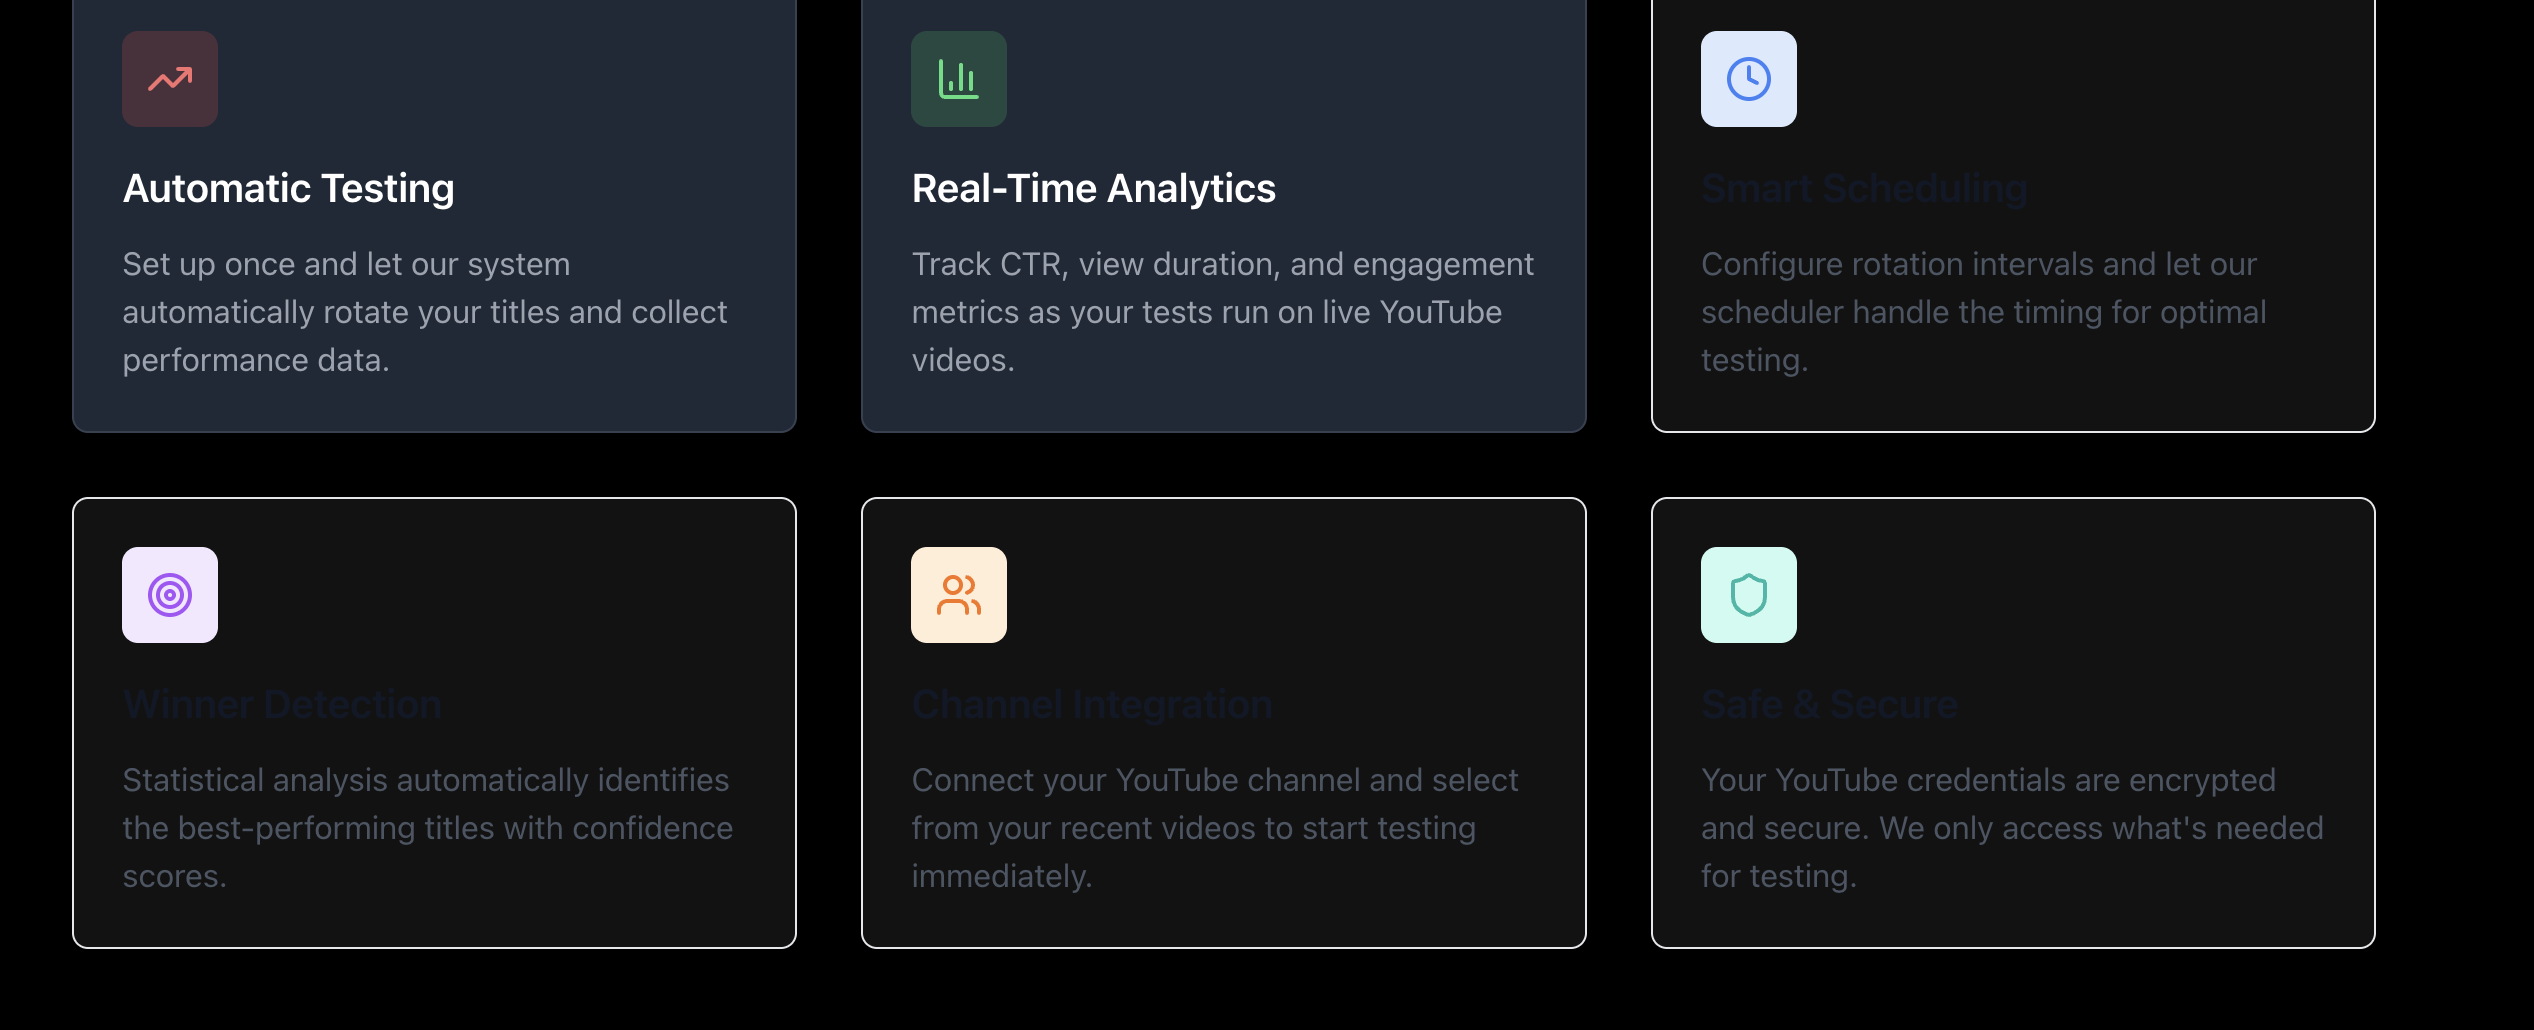 Automatic Testing
Set up once and let our system
automatically rotate your titles and collect
performance data.
Real-Time Analytics
Track CTR, view duration, and engagement
metrics as your tests run on live YouTube
videos.
Smart Scheduling
Configure rotation intervals and let our
scheduler handle the timing for optimal
testing.
Winner Detection
Statistical analysis automatically identifies
the best-performing titles with confidence
scores.
Channel Integration
Connect your YouTube channel and select
from your recent videos to start testing
immediately.
Safe & Secure
Your YouTube credentials are encrypted
and secure. We only access what's needed
for testing.